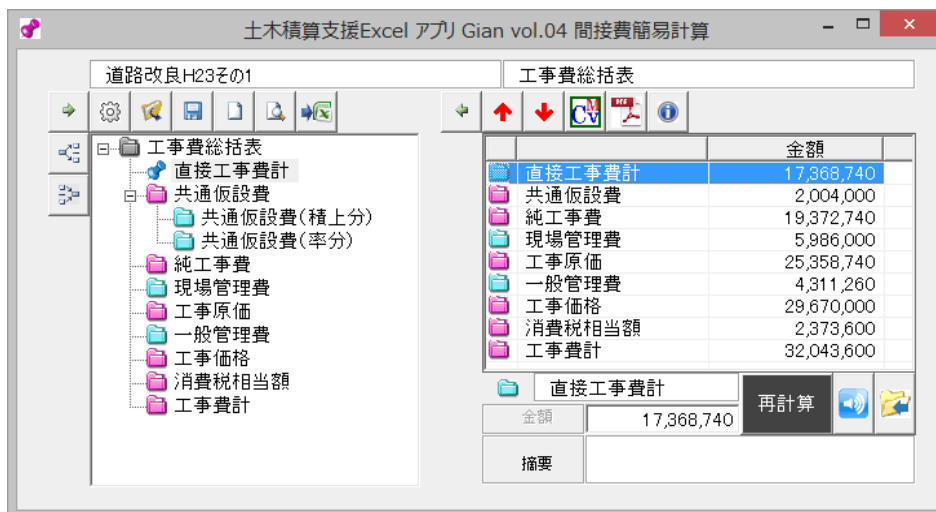 土木積算支援Excel アプリ Gian vol.04 間接費簡易計算
道路改良H23その1
工事費総括表
工事費総括表
直接工事費計
共通仮設費
共通仮設費(積上分)
共通仮設費(率分)
純工事費
現場管理費
工事原価
一般管理費
工事価格
消費税相当額
工事費計
金額
直接工事費計 17,368,740
共通仮設費 2,004,000
純工事費 19,372,740
現場管理費 5,986,000
工事原価 25,358,740
一般管理費 4,311,260
工事価格 29,670,000
消費税相当額 2,373,600
工事費計 32,043,600
直接工事費計
金額 17,368,740
再計算
摘要